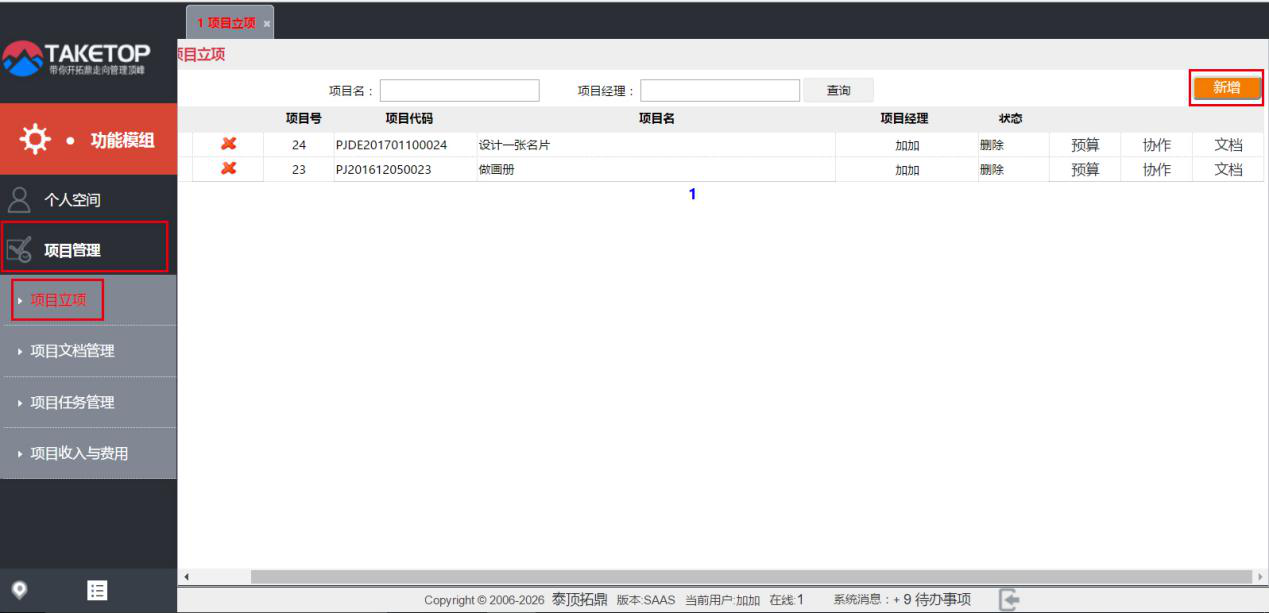 1 项目立项 ×
TAKETOP
带你开拓鼎走向管理顶峰
功能模组
个人空间
项目管理
项目立项
项目文档管理
项目任务管理
项目收入与费用
项目立项
项目名： 项目经理： 查询 新增
项目号 项目代码 项目名 项目经理 状态
24 PJDE201701100024 设计一张名片 加加 删除 预算 协作 文档
23 PJ201612050023 做画册 加加 删除 预算 协作 文档
1
Copyright © 2006-2026 泰顶拓鼎 版本:SAAS 当前用户:加加 在线:1 系统消息：+ 9 待办事项